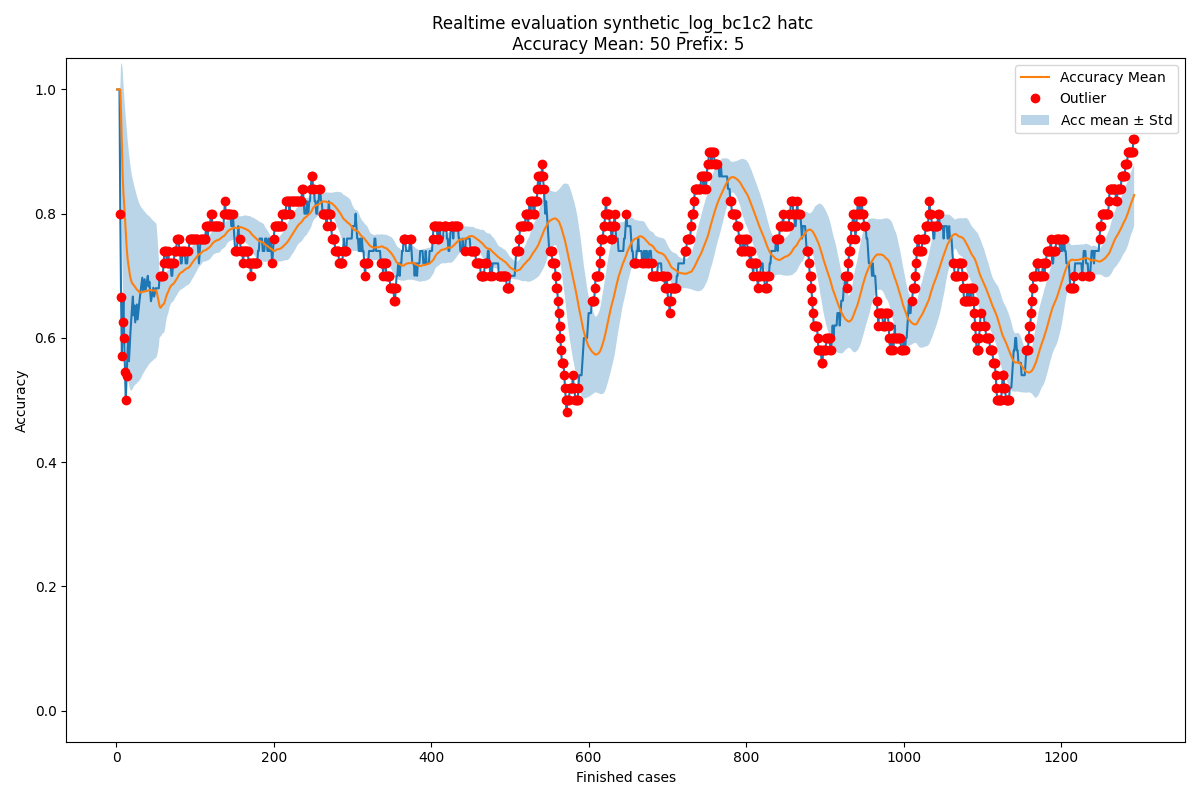 Realtime evaluation synthetic_log_bc1c2 hatc
Accuracy Mean: 50 Prefix: 5
Accuracy Mean
Outlier
Acc mean ± Std
Accuracy
1.0
0.8
0.6
0.4
0.2
0.0
0
200
400
600
800
1000
1200
Finished cases